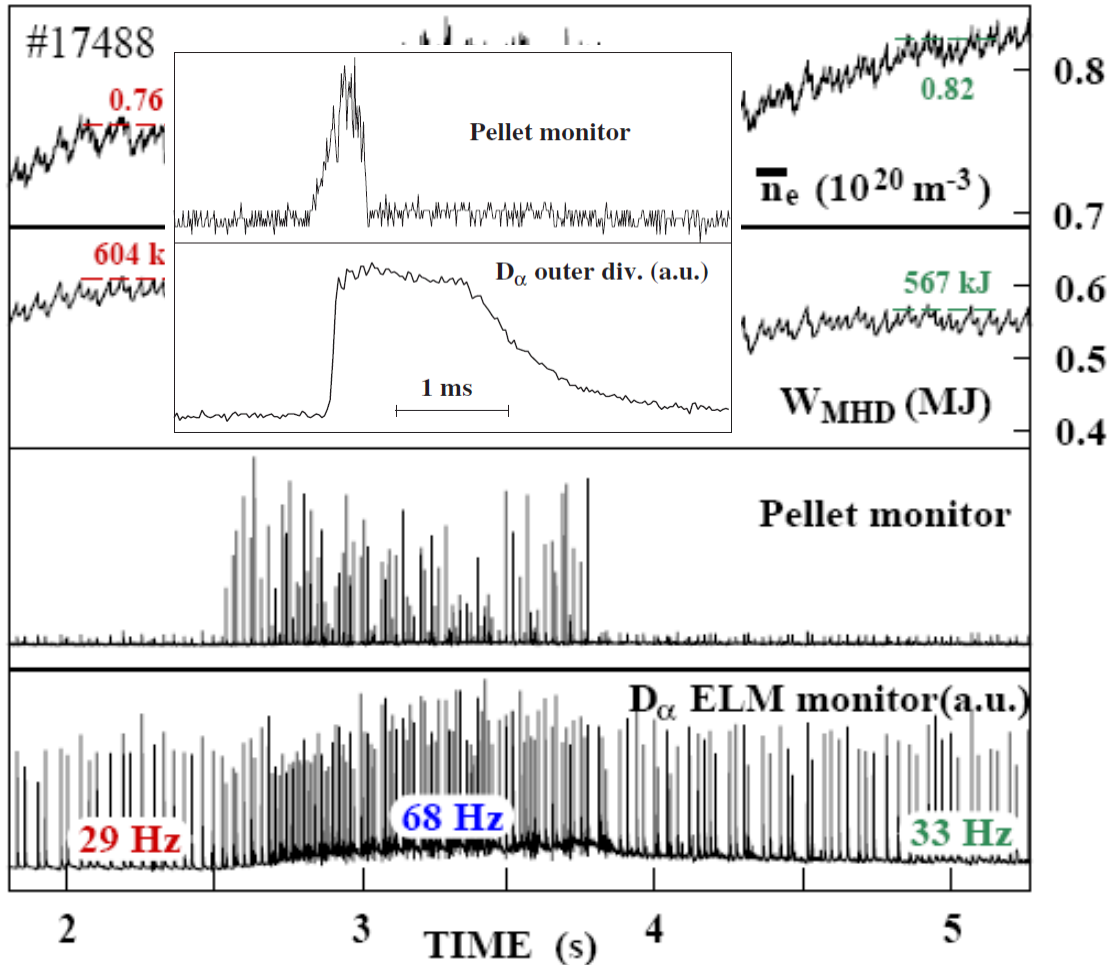 #17488
0.76
Pellet monitor
0.82
0.8
n̅e (10²⁰ m⁻³)
0.7
604 k
Dα outer div. (a.u.)
567 kJ
0.6
1 ms
0.5
WMHD (MJ)
0.4
Pellet monitor
Dα ELM monitor(a.u.)
29 Hz
68 Hz
33 Hz
2
3
4
5
TIME (s)